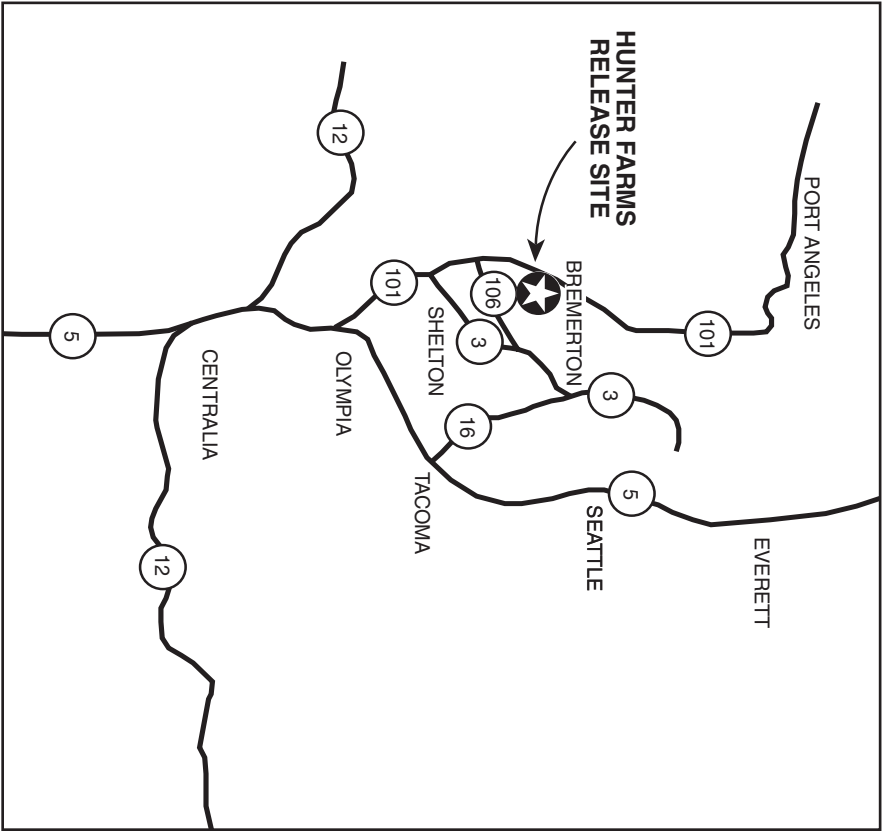 PORT ANGELES
EVERETT
101
5
HUNTER FARMS
RELEASE SITE
3
SEATTLE
BREMERTON
106
3
16
SHELTON
TACOMA
101
12
OLYMPIA
CENTRALIA
12
5